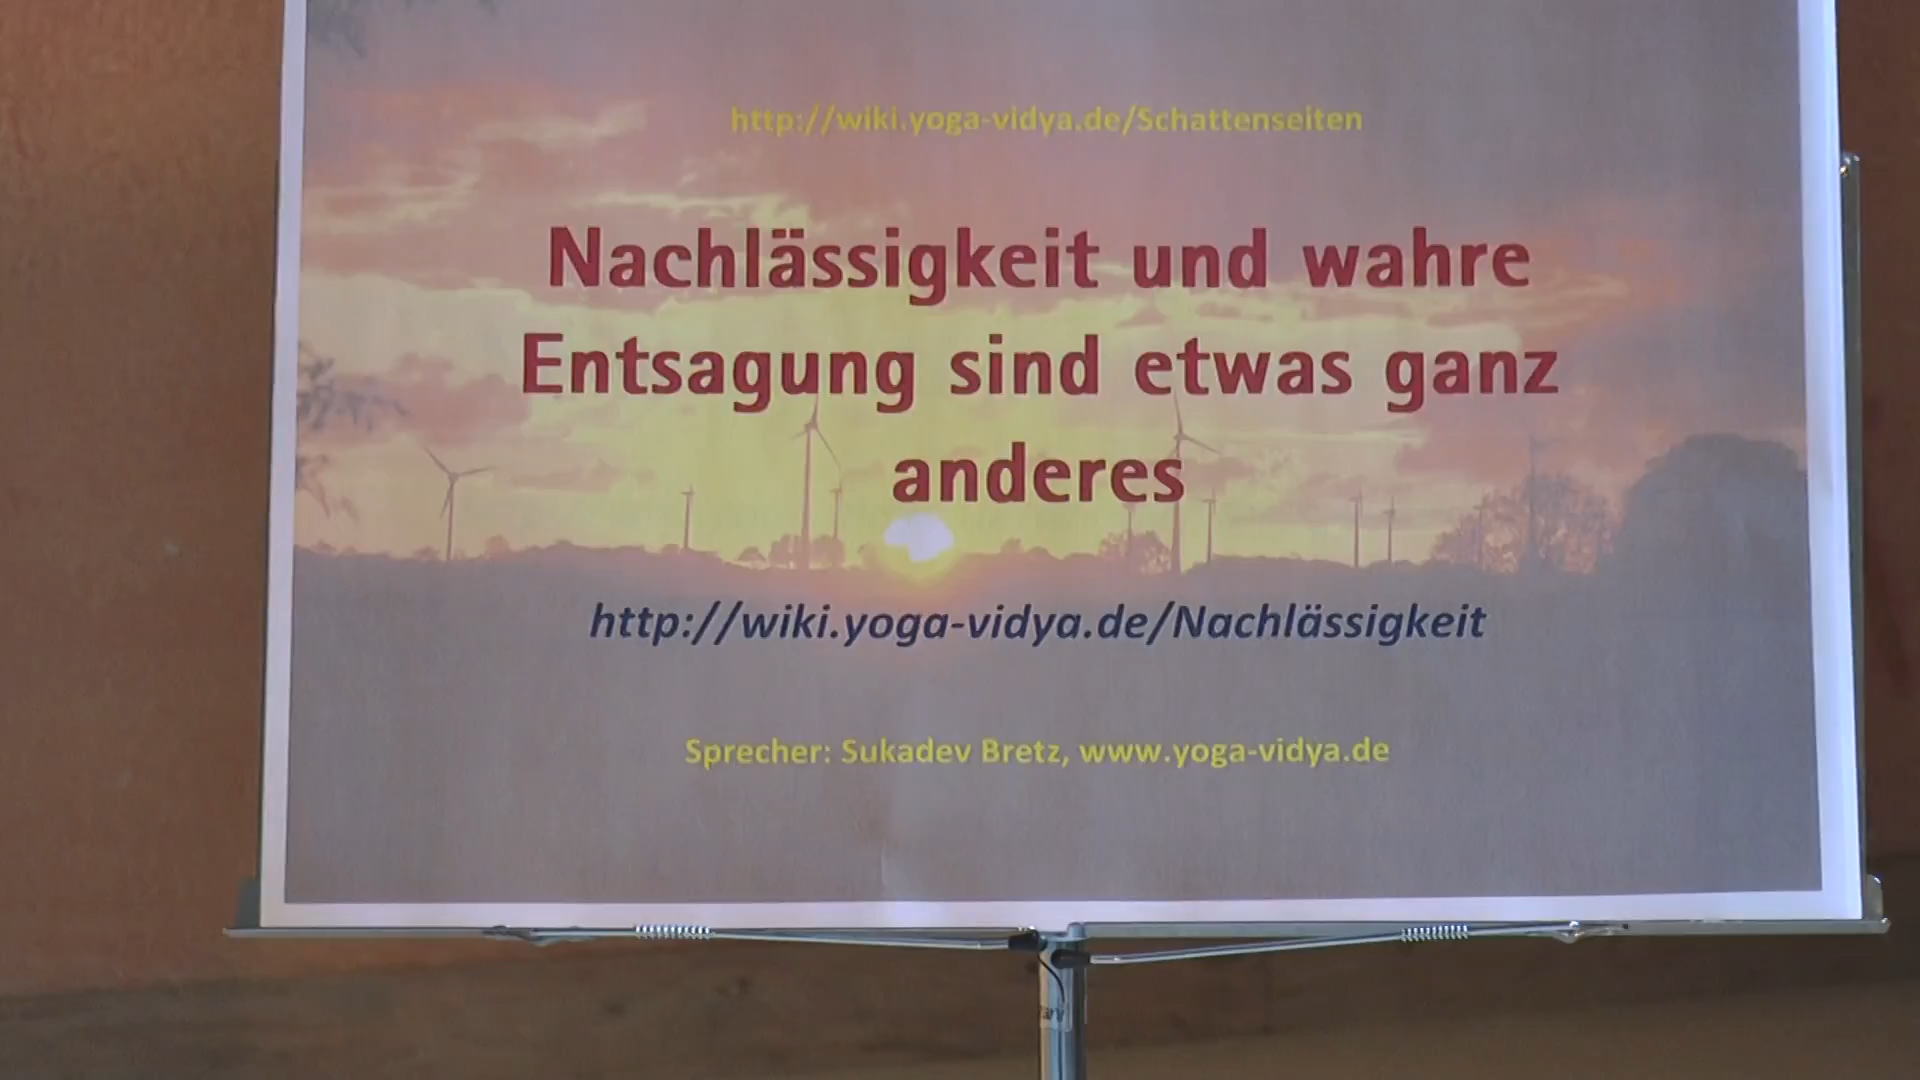 http://wiki.yoga-vidya.de/Schattenseiten
Nachlässigkeit und wahre
Entsagung sind etwas ganz
anderes
http://wiki.yoga-vidya.de/Nachlässigkeit
Sprecher: Sukadev Bretz, www.yoga-vidya.de